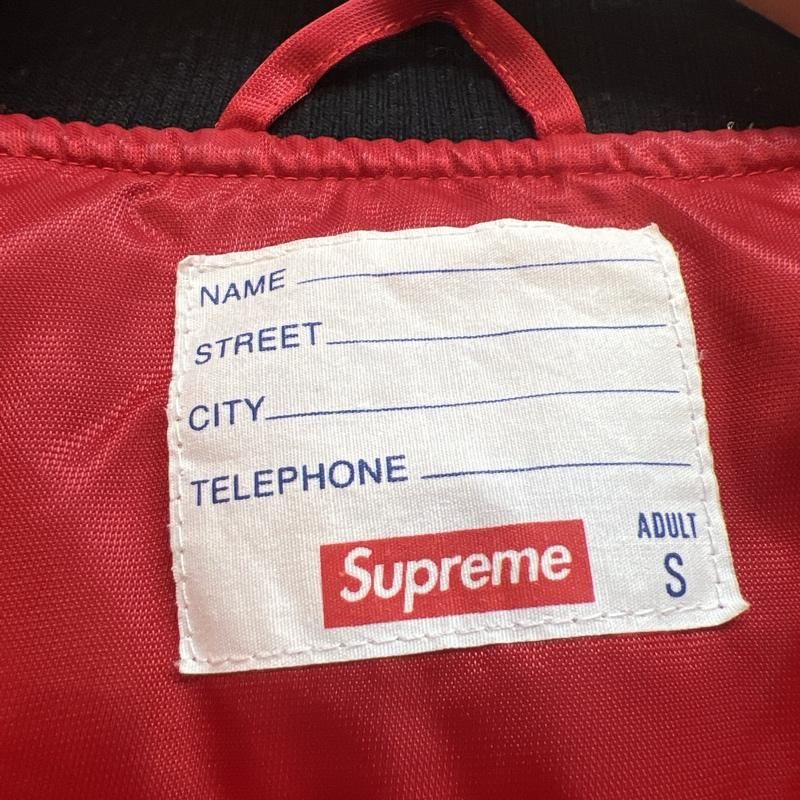 NAME
STREET
CITY
TELEPHONE
ADULT
Supreme S